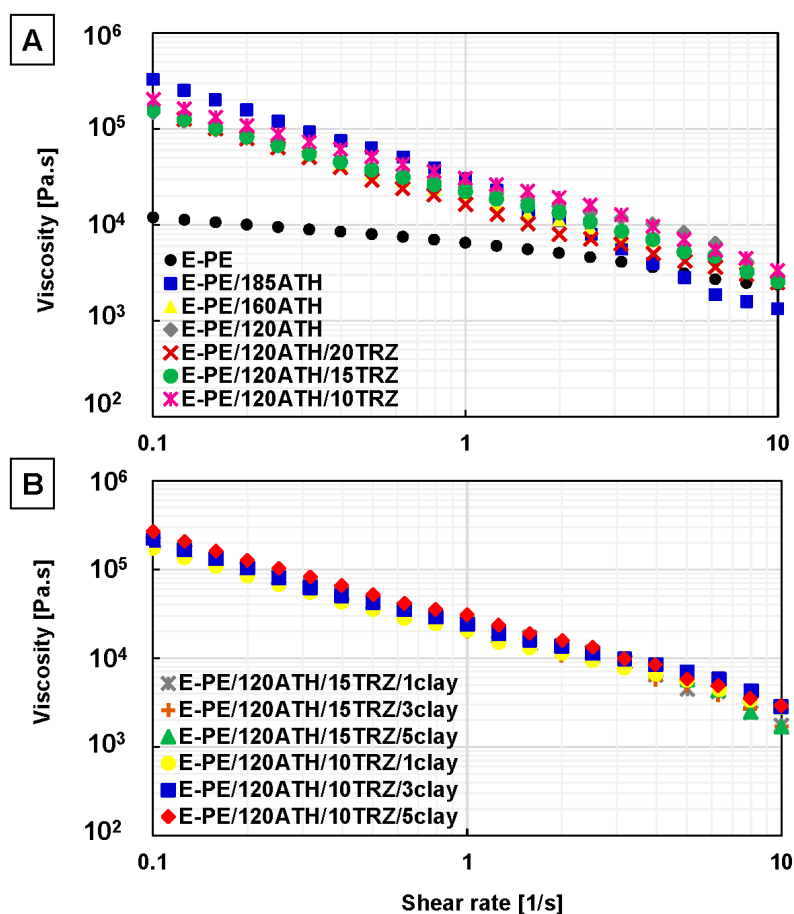 A
10⁶
10⁵
10⁴
10³
10²
Viscosity [Pa.s]
E-PE
E-PE/185ATH
E-PE/160ATH
E-PE/120ATH
E-PE/120ATH/20TRZ
E-PE/120ATH/15TRZ
E-PE/120ATH/10TRZ
0.1 1 10
B
10⁶
10⁵
10⁴
10³
10²
Viscosity [Pa.s]
E-PE/120ATH/15TRZ/1clay
E-PE/120ATH/15TRZ/3clay
E-PE/120ATH/15TRZ/5clay
E-PE/120ATH/10TRZ/1clay
E-PE/120ATH/10TRZ/3clay
E-PE/120ATH/10TRZ/5clay
0.1 1 10
Shear rate [1/s]